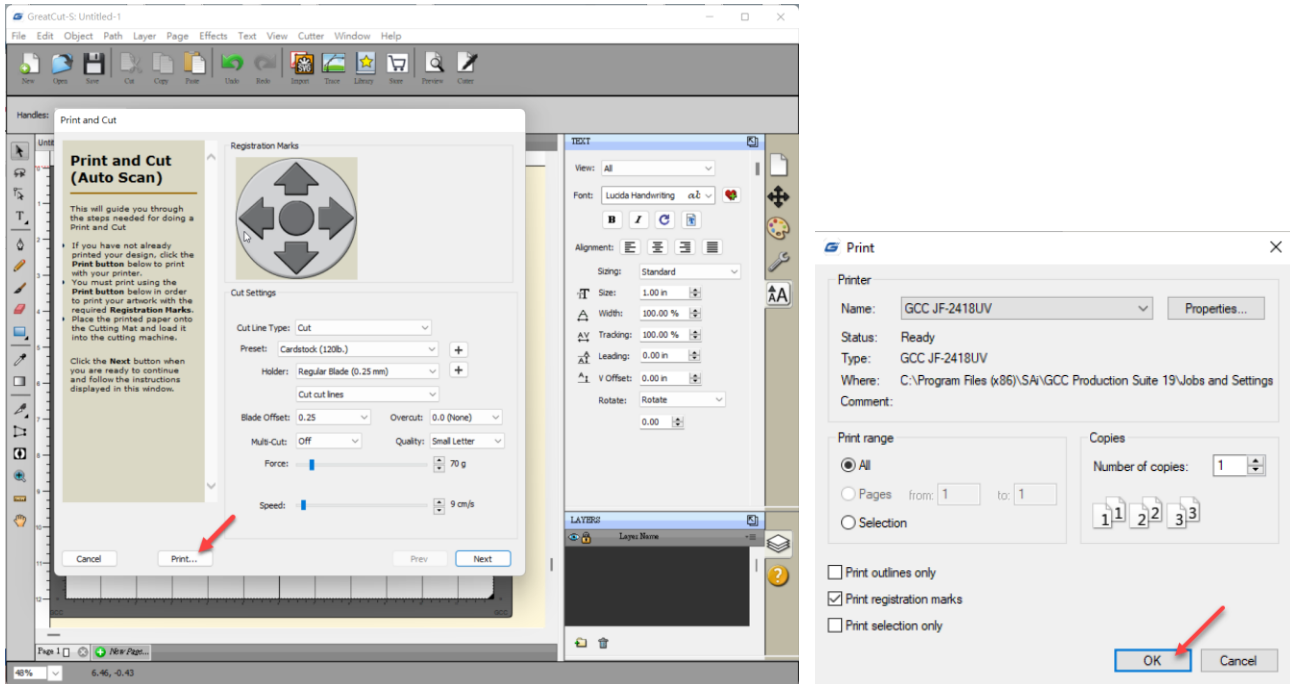 GreatCut-S: Untitled-1
File Edit Object Path Layer Page Effects Text View Cutter Window Help
New Open Save Cut Copy Paste Undo Redo Import Trace Library Store Preview Cutter
Handles:
Print and Cut
Print and Cut
(Auto Scan)
This will guide you through
the steps needed for doing a
Print and Cut
If you have not already
printed your design, click the
Print button below to print
with your printer.
You must print using the
Print button below in order
to print your artwork with the
required Registration Marks.
Place the printed paper onto
the Cutting Mat and load it
into the cutting machine.
Click the Next button when
you are ready to continue
and follow the instructions
displayed in this window.
Registration Marks
Cut Settings
Cut Line Type: Cut
Preset: Cardstock (120lb.)
Holder: Regular Blade (0.25 mm)
Cut cut lines
Blade Offset: 0.25 Overcut: 0.0 (None)
Multi-Cut: Off Quality: Small Letter
Force: 70 g
Speed: 9 cm/s
Cancel Print... Prev Next
TEXT
View: All
Font: Lucida Handwriting ab
B I C
Alignment:
Sizing: Standard
Size: 1.00 in
Width: 100.00 %
Tracking: 100.00 %
Leading: 0.00 in
V Offset: 0.00 in
Rotate: Rotate
0.00
LAYERS
Layer Name
GCC GCC
Page 1 New Page...
48% 6.46, -0.43
Print
Printer
Name: GCC JF-2418UV Properties...
Status: Ready
Type: GCC JF-2418UV
Where: C:\Program Files (x86)\SAi\GCC Production Suite 19\Jobs and Settings
Comment:
Print range
All
Pages from: 1 to: 1
Selection
Copies
Number of copies: 1
1 1 2 2 3 3
Print outlines only
Print registration marks
Print selection only
OK Cancel